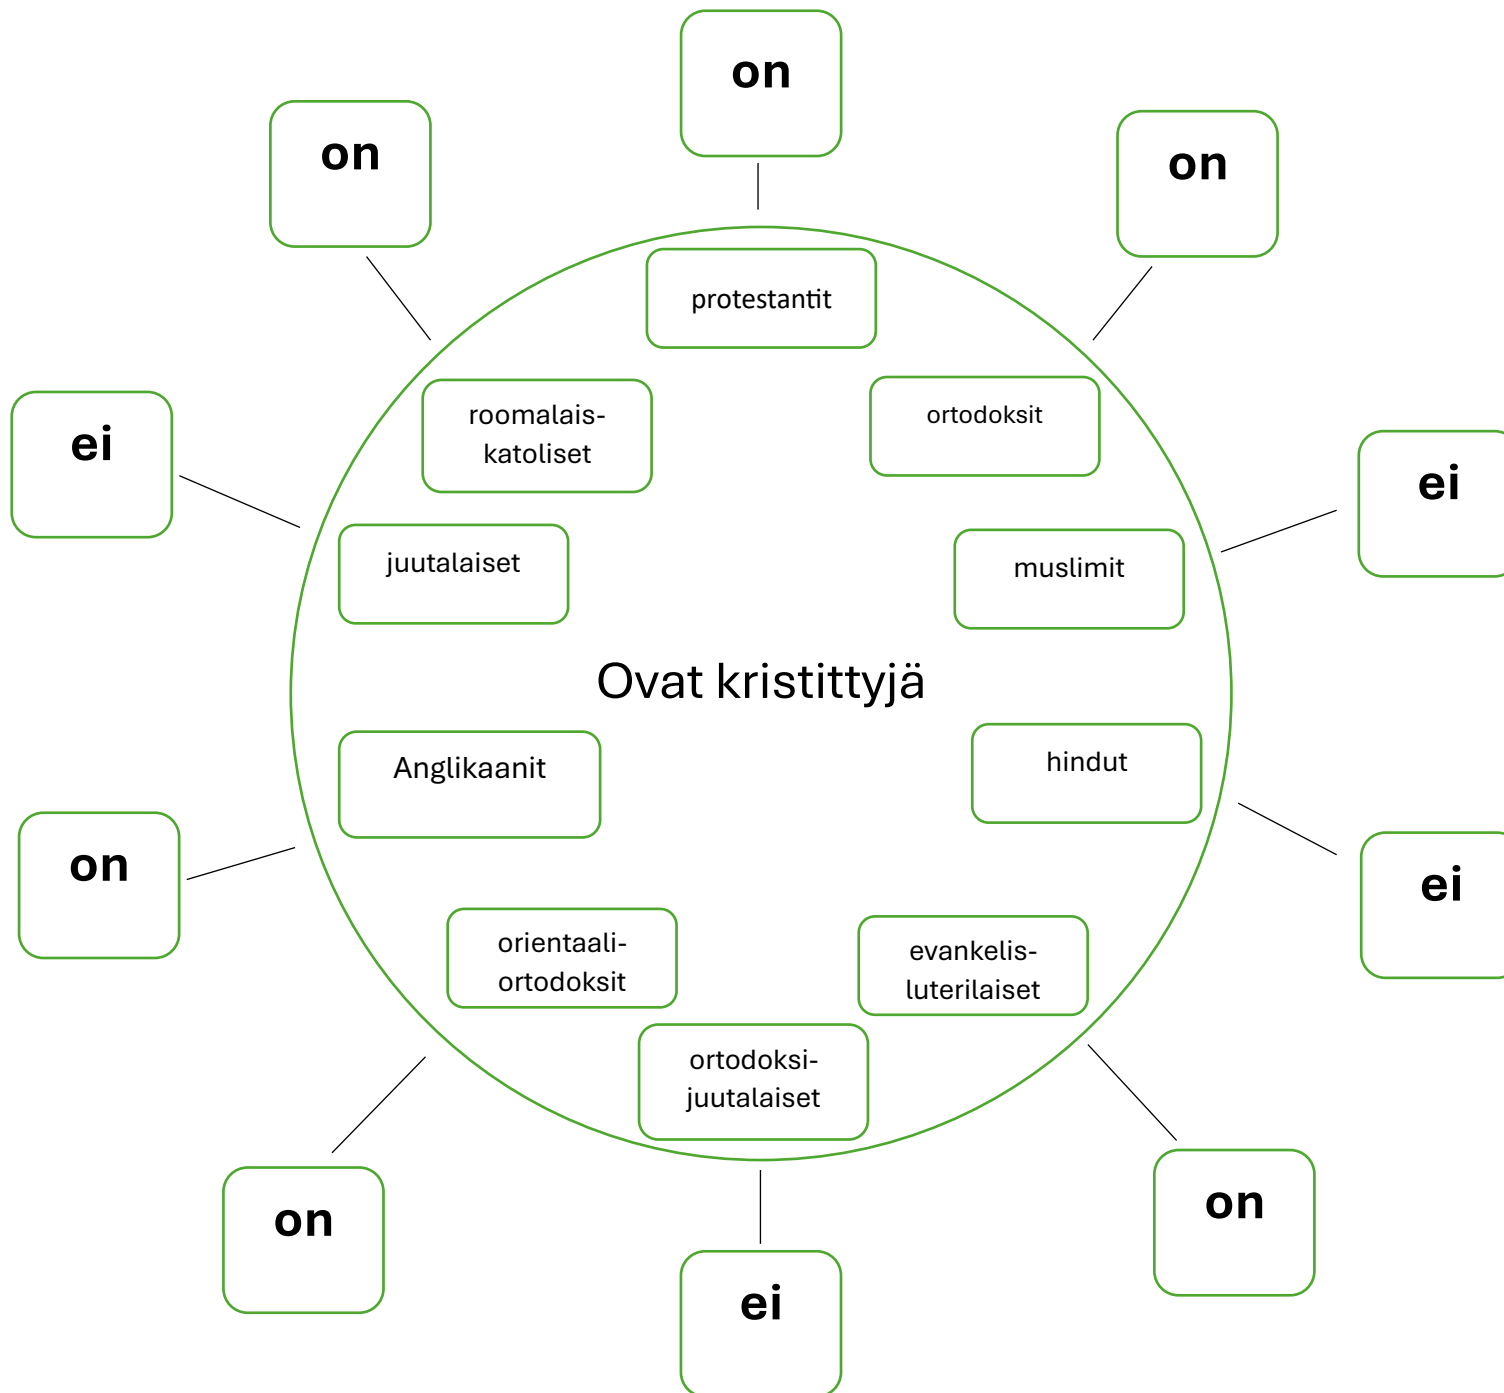 on
on
on
protestantit
roomalais-
katoliset
ortodoksit
ei
ei
juutalaiset
muslimit
Ovat kristittyjä
Anglikaanit
hindut
on
ei
orientaali-
ortodoksit
evankelis-
luterilaiset
ortodoksi-
juutalaiset
on
on
ei